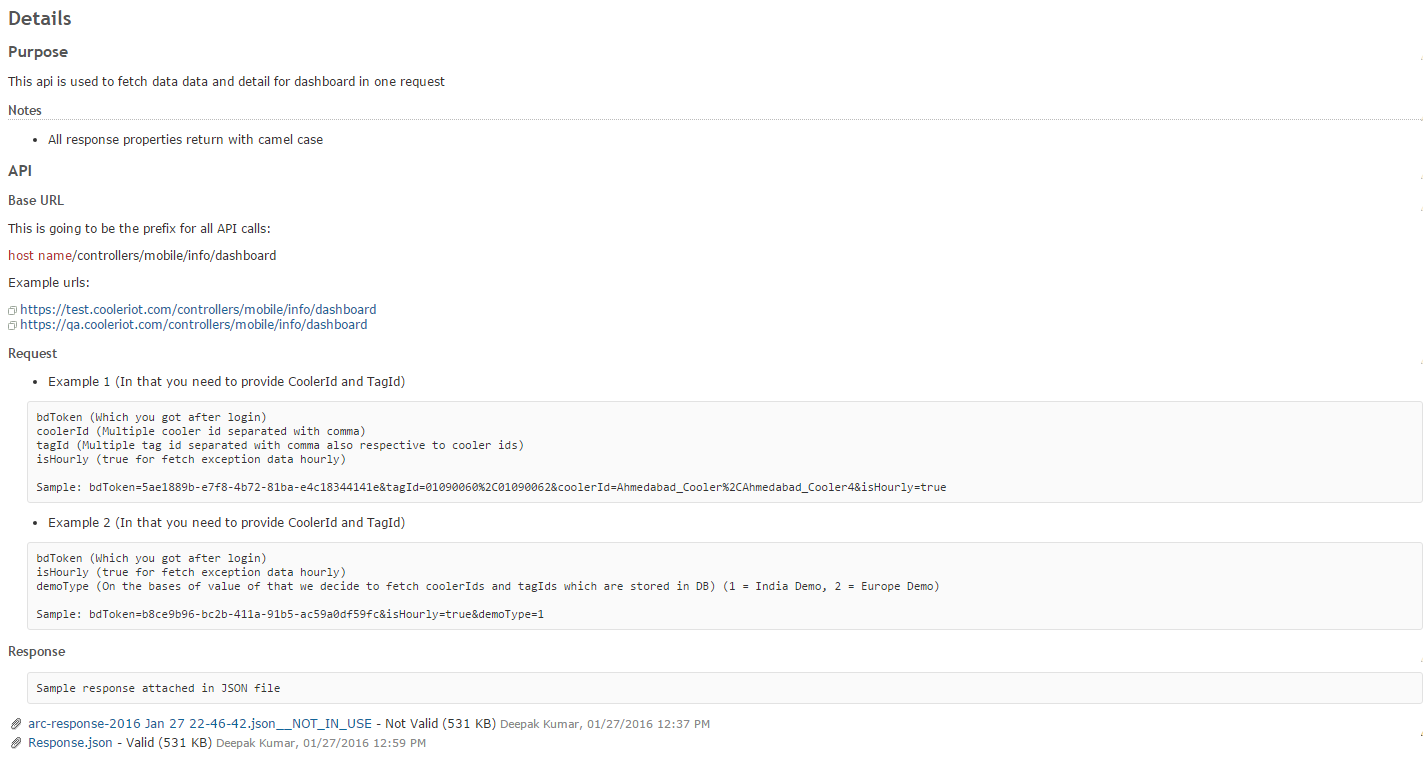 Details
Purpose
This api is used to fetch data data and detail for dashboard in one request
Notes
• All response properties return with camel case
API
Base URL
This is going to be the prefix for all API calls:
host name/controllers/mobile/info/dashboard
Example urls:
https://test.cooleriot.com/controllers/mobile/info/dashboard
https://qa.cooleriot.com/controllers/mobile/info/dashboard
Request
• Example 1 (In that you need to provide CoolerId and TagId)
bdToken (Which you got after login)
coolerId (Multiple cooler id separated with comma)
tagId (Multiple tag id separated with comma also respective to cooler ids)
isHourly (true for fetch exception data hourly)
Sample: bdToken=5ae1889b-e7f8-4b72-81ba-e4c18344141e&tagId=01090060%2C01090062&coolerId=Ahmedabad_Cooler%2CAhmedabad_Cooler4&isHourly=true
• Example 2 (In that you need to provide CoolerId and TagId)
bdToken (Which you got after login)
isHourly (true for fetch exception data hourly)
demoType (On the bases of value of that we decide to fetch coolerIds and tagIds which are stored in DB) (1 = India Demo, 2 = Europe Demo)
Sample: bdToken=b8ce9b96-bc2b-411a-91b5-ac59a0df59fc&isHourly=true&demoType=1
Response
Sample response attached in JSON file
arc-response-2016 Jan 27 22-46-42.json__NOT_IN_USE - Not Valid (531 KB) Deepak Kumar, 01/27/2016 12:37 PM
Response.json - Valid (531 KB) Deepak Kumar, 01/27/2016 12:59 PM